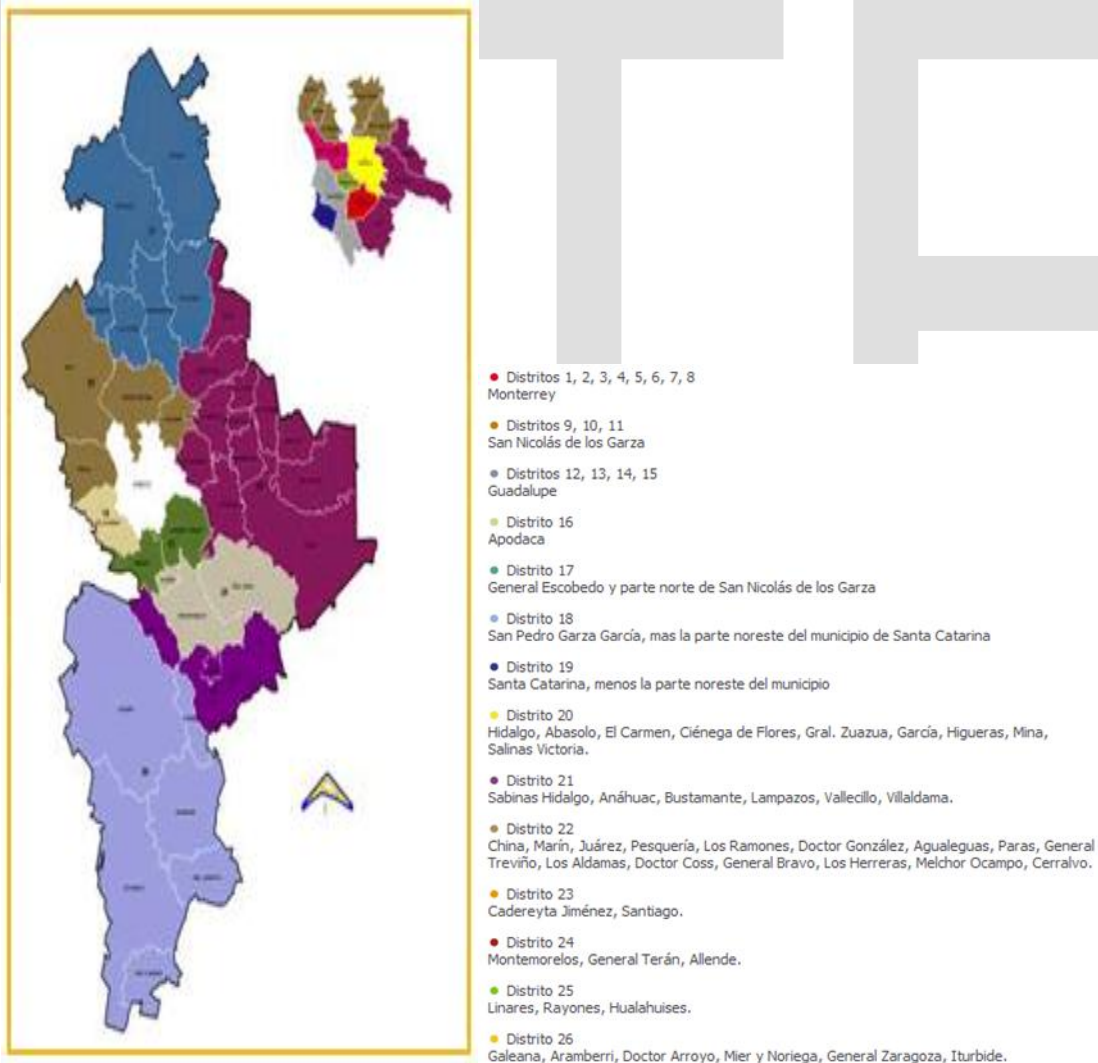 TF
Distritos 1, 2, 3, 4, 5, 6, 7, 8
Monterrey
Distritos 9, 10, 11
San Nicolás de los Garza
Distritos 12, 13, 14, 15
Guadalupe
Distrito 16
Apodaca
Distrito 17
General Escobedo y parte norte de San Nicolás de los Garza
Distrito 18
San Pedro Garza García, mas la parte noreste del municipio de Santa Catarina
Distrito 19
Santa Catarina, menos la parte noreste del municipio
Distrito 20
Hidalgo, Abasolo, El Carmen, Ciénega de Flores, Gral. Zuazua, García, Higueras, Mina,
Salinas Victoria.
Distrito 21
Sabinas Hidalgo, Anáhuac, Bustamante, Lampazos, Vallecillo, Villaldama.
Distrito 22
China, Marín, Juárez, Pesquería, Los Ramones, Doctor González, Agualeguas, Paras, General
Treviño, Los Aldamas, Doctor Coss, General Bravo, Los Herreras, Melchor Ocampo, Cerralvo.
Distrito 23
Cadereyta Jiménez, Santiago.
Distrito 24
Montemorelos, General Terán, Allende.
Distrito 25
Linares, Rayones, Hualahuises.
Distrito 26
Galeana, Aramberri, Doctor Arroyo, Mier y Noriega, General Zaragoza, Iturbide.